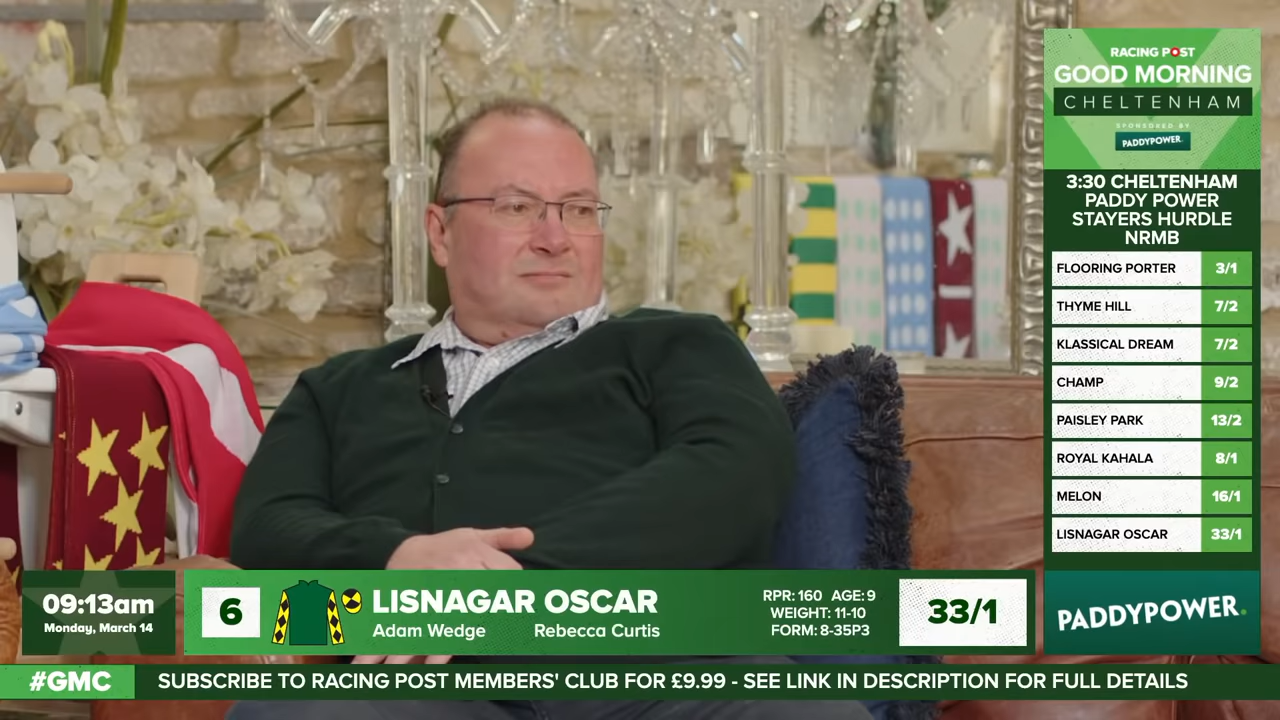 RACING POST
GOOD MORNING
CHELTENHAM
SPONSORED BY
PADDYPOWER.
3:30 CHELTENHAM
PADDY POWER
STAYERS HURDLE
NRMB
FLOORING PORTER 3/1
THYME HILL 7/2
KLASSICAL DREAM 7/2
CHAMP 9/2
PAISLEY PARK 13/2
ROYAL KAHALA 8/1
MELON 16/1
LISNAGAR OSCAR 33/1
09:13am
Monday, March 14
6
LISNAGAR OSCAR
Adam Wedge Rebecca Curtis
RPR: 160 AGE: 9
WEIGHT: 11-10
FORM: 8-35P3
33/1
PADDYPOWER.
#GMC SUBSCRIBE TO RACING POST MEMBERS' CLUB FOR £9.99 - SEE LINK IN DESCRIPTION FOR FULL DETAILS